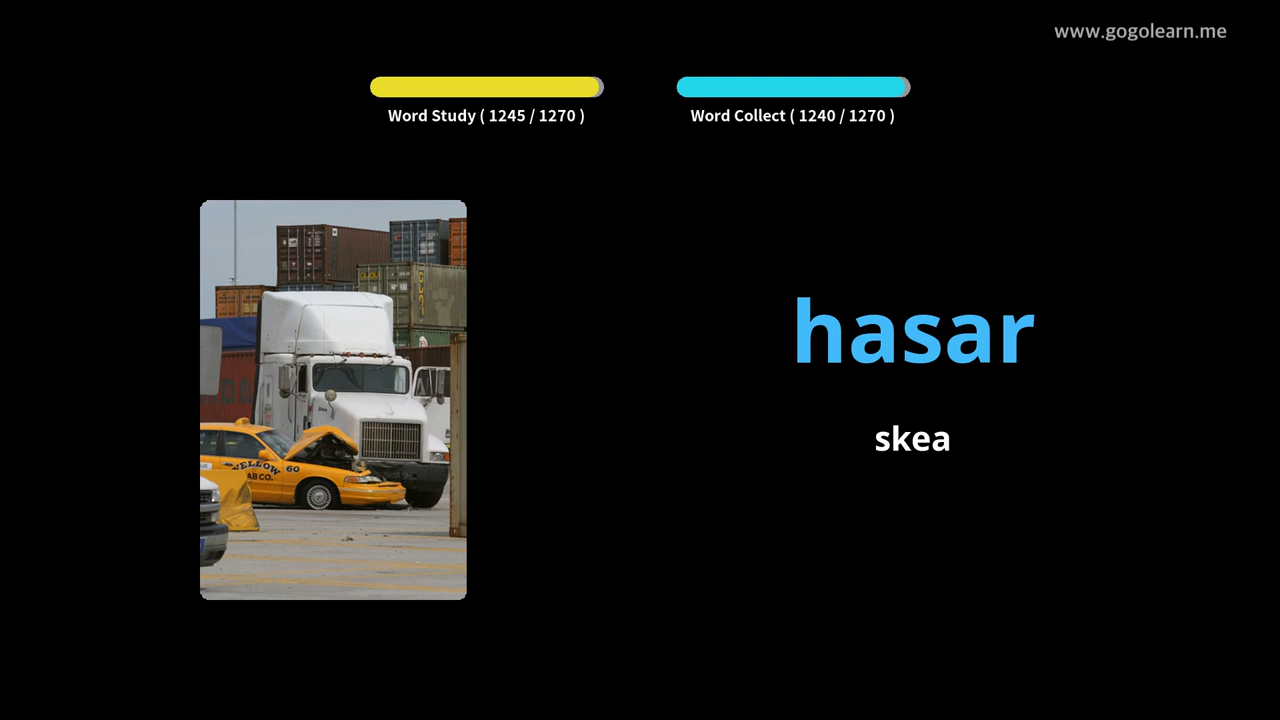 www.gogolearn.me
Word Study ( 1245 / 1270 )
Word Collect ( 1240 / 1270 )
hasar
skea
YELLOW 60
CAB CO.